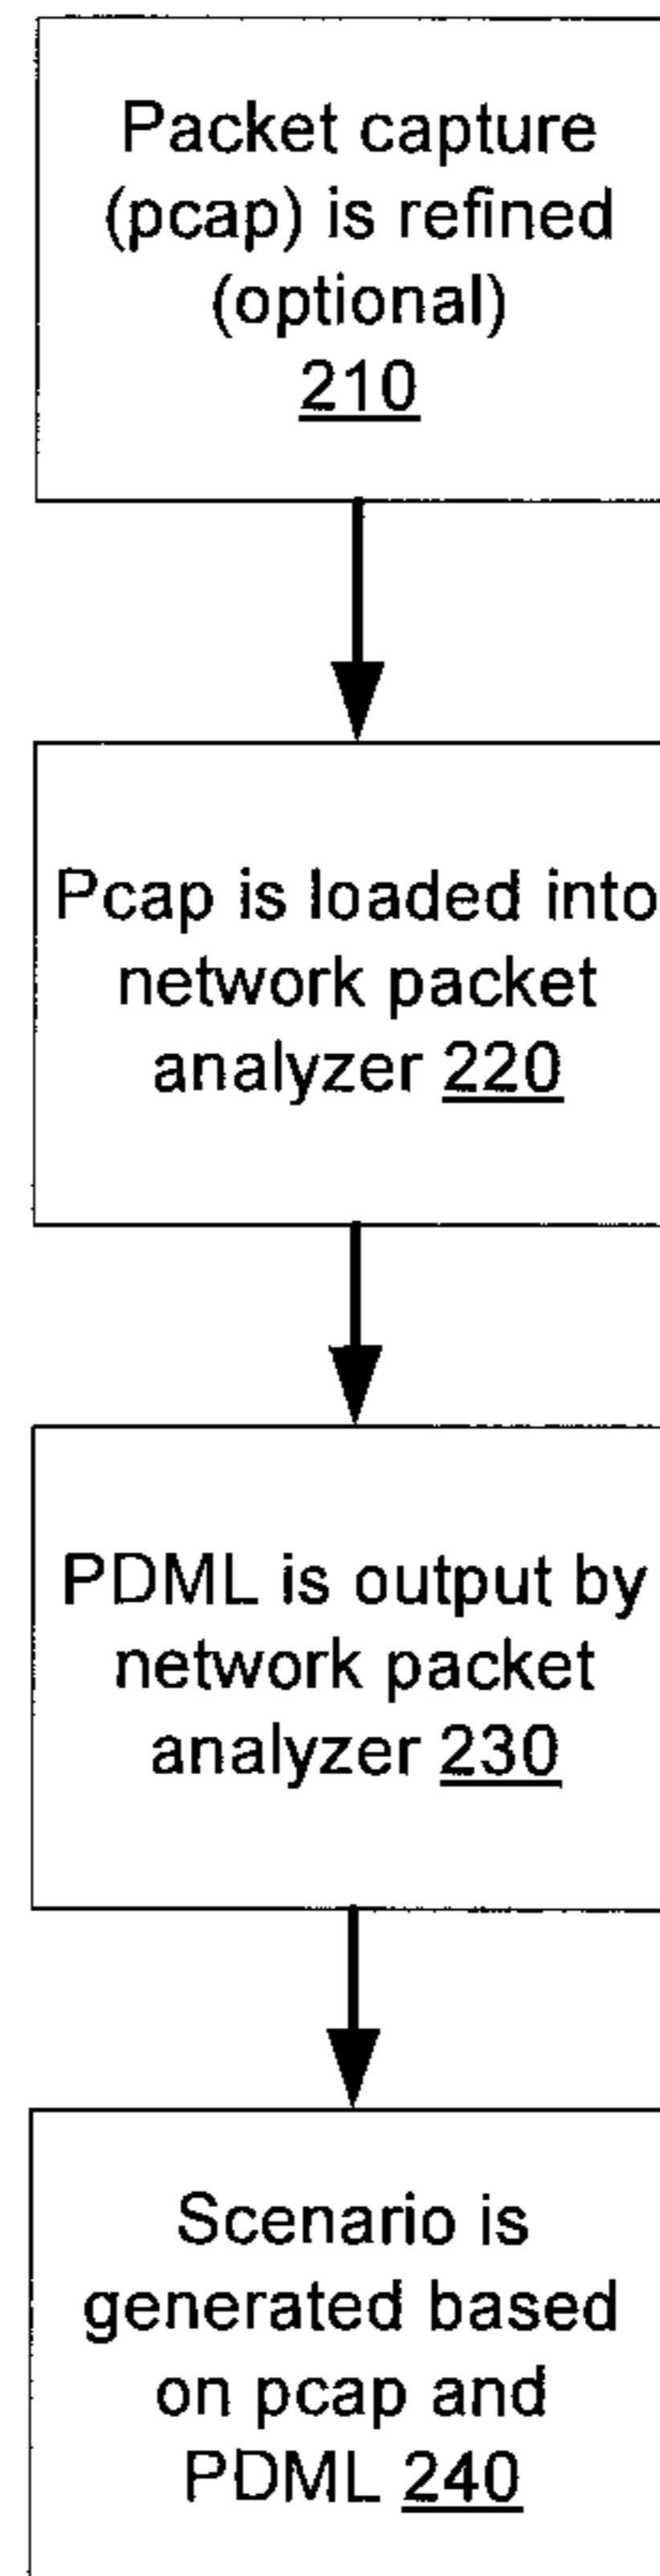 Packet capture
(pcap) is refined
(optional)
210
Pcap is loaded into
network packet
analyzer 220
PDML is output by
network packet
analyzer 230
Scenario is
generated based
on pcap and
PDML 240